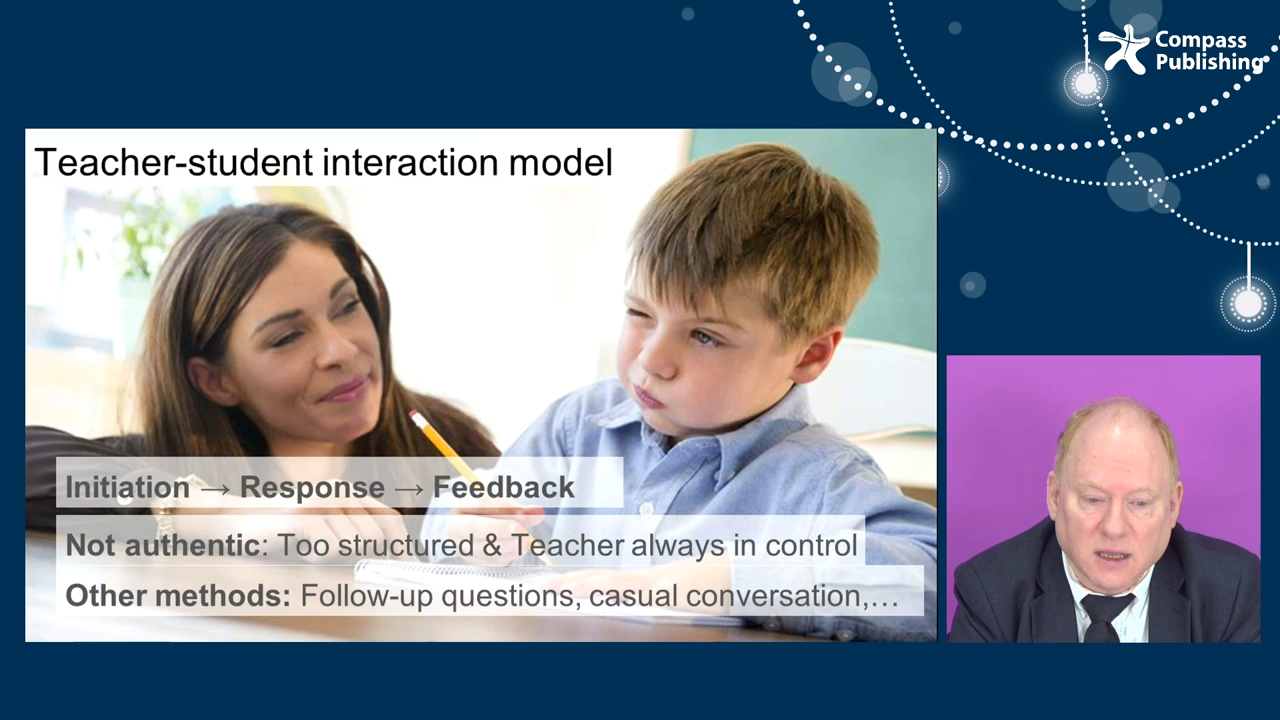 Compass
Publishing
Teacher-student interaction model
Initiation → Response → Feedback
Not authentic: Too structured & Teacher always in control
Other methods: Follow-up questions, casual conversation,…